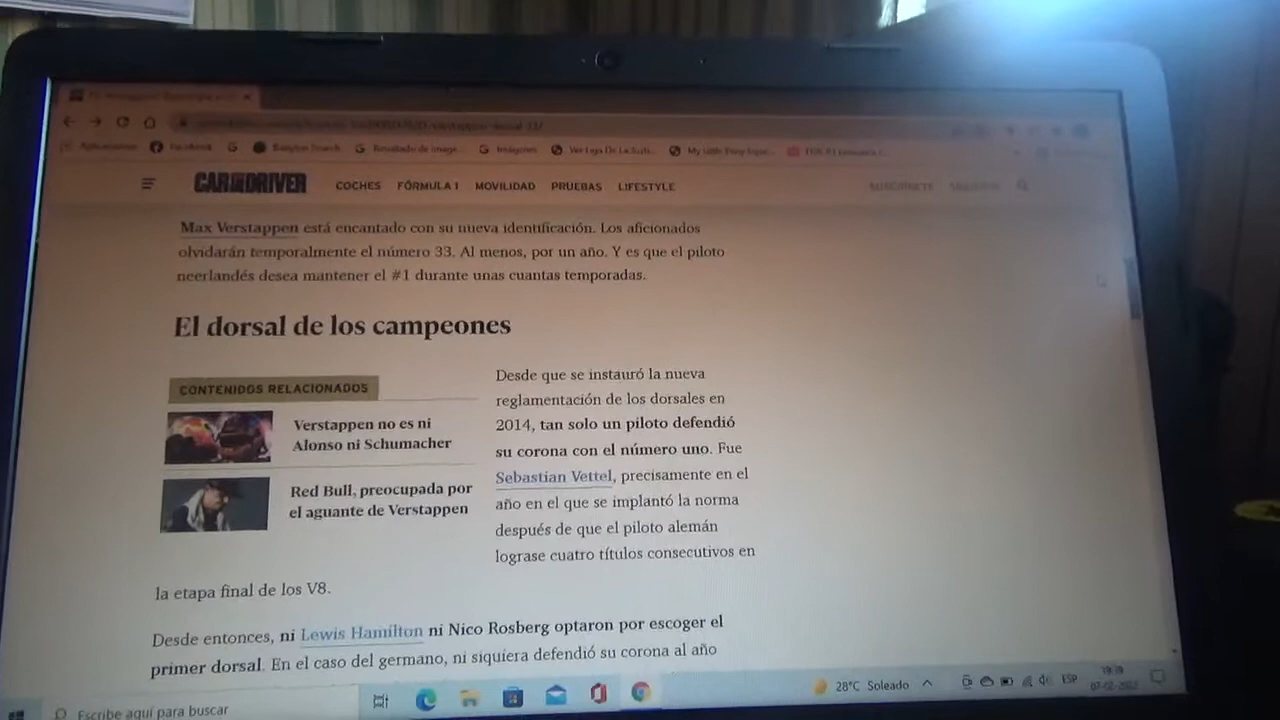 Facebook
G
G
Imágenes
CAR AND DRIVER
COCHES FÓRMULA 1 MOVILIDAD PRUEBAS LIFESTYLE
SUSCRÍBETE
Max Verstappen está encantado con su nueva identificación. Los aficionados
olvidarán temporalmente el número 33. Al menos, por un año. Y es que el piloto
neerlandés desea mantener el #1 durante unas cuantas temporadas.
El dorsal de los campeones
CONTENIDOS RELACIONADOS
Verstappen no es ni
Alonso ni Schumacher
Red Bull, preocupada por
el aguante de Verstappen
Desde que se instauró la nueva
reglamentación de los dorsales en
2014, tan solo un piloto defendió
su corona con el número uno. Fue
Sebastian Vettel, precisamente en el
año en el que se implantó la norma
después de que el piloto alemán
lograse cuatro títulos consecutivos en
la etapa final de los V8.
Desde entonces, ni Lewis Hamilton ni Nico Rosberg optaron por escoger el
primer dorsal. En el caso del germano, ni siquiera defendió su corona al año
Escribe aquí para buscar
28°C Soleado
ESP